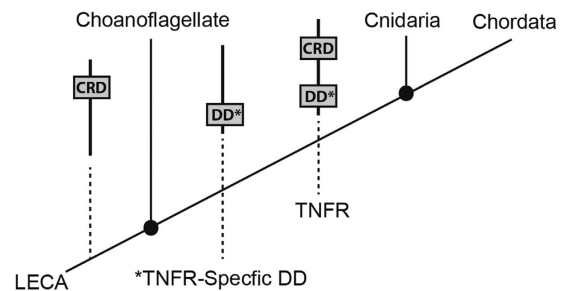 Choanoflagellate
Cnidaria
Chordata
CRD
CRD
DD*
DD*
TNFR
LECA
*TNFR-Specfic DD